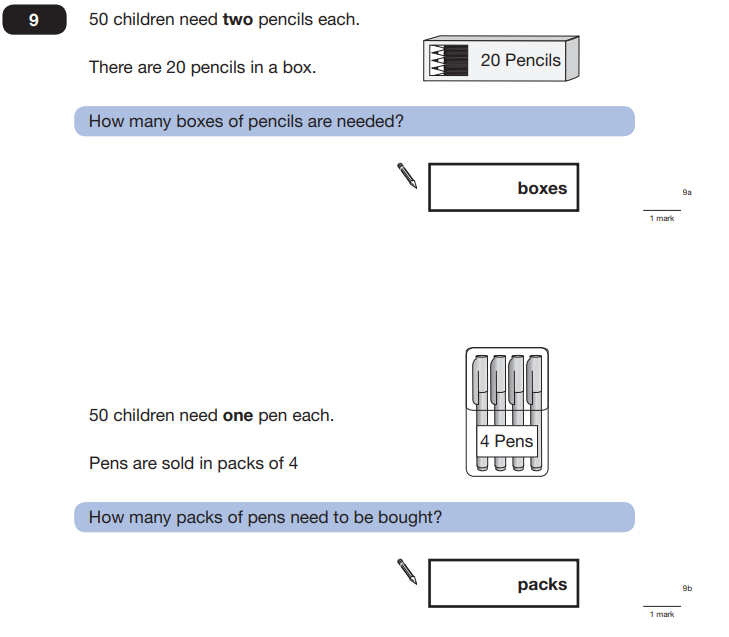 9
50 children need two pencils each.
There are 20 pencils in a box.
20 Pencils
How many boxes of pencils are needed?
boxes
9a
1 mark
50 children need one pen each.
Pens are sold in packs of 4
4 Pens
How many packs of pens need to be bought?
packs
9b
1 mark